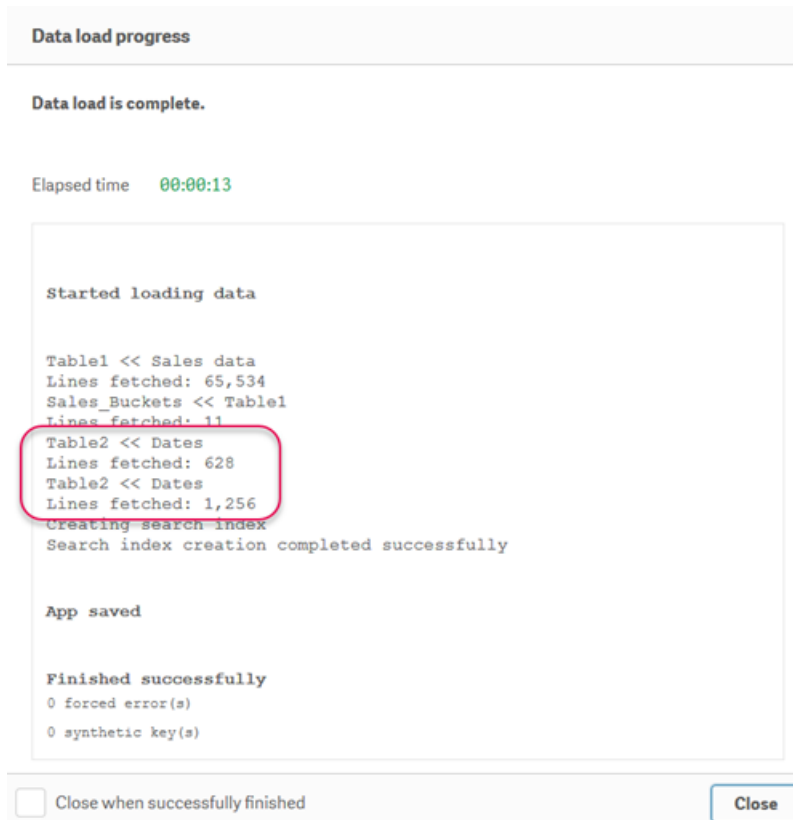 Data load progress
Data load is complete.
Elapsed time 00:00:13
Started loading data
Table1 << Sales data
Lines fetched: 65,534
Sales_Buckets << Table1
Lines fetched: 11
Table2 << Dates
Lines fetched: 628
Table2 << Dates
Lines fetched: 1,256
Creating search index
Search index creation completed successfully
App saved
Finished successfully
0 forced error(s)
0 synthetic key(s)
Close when successfully finished
Close